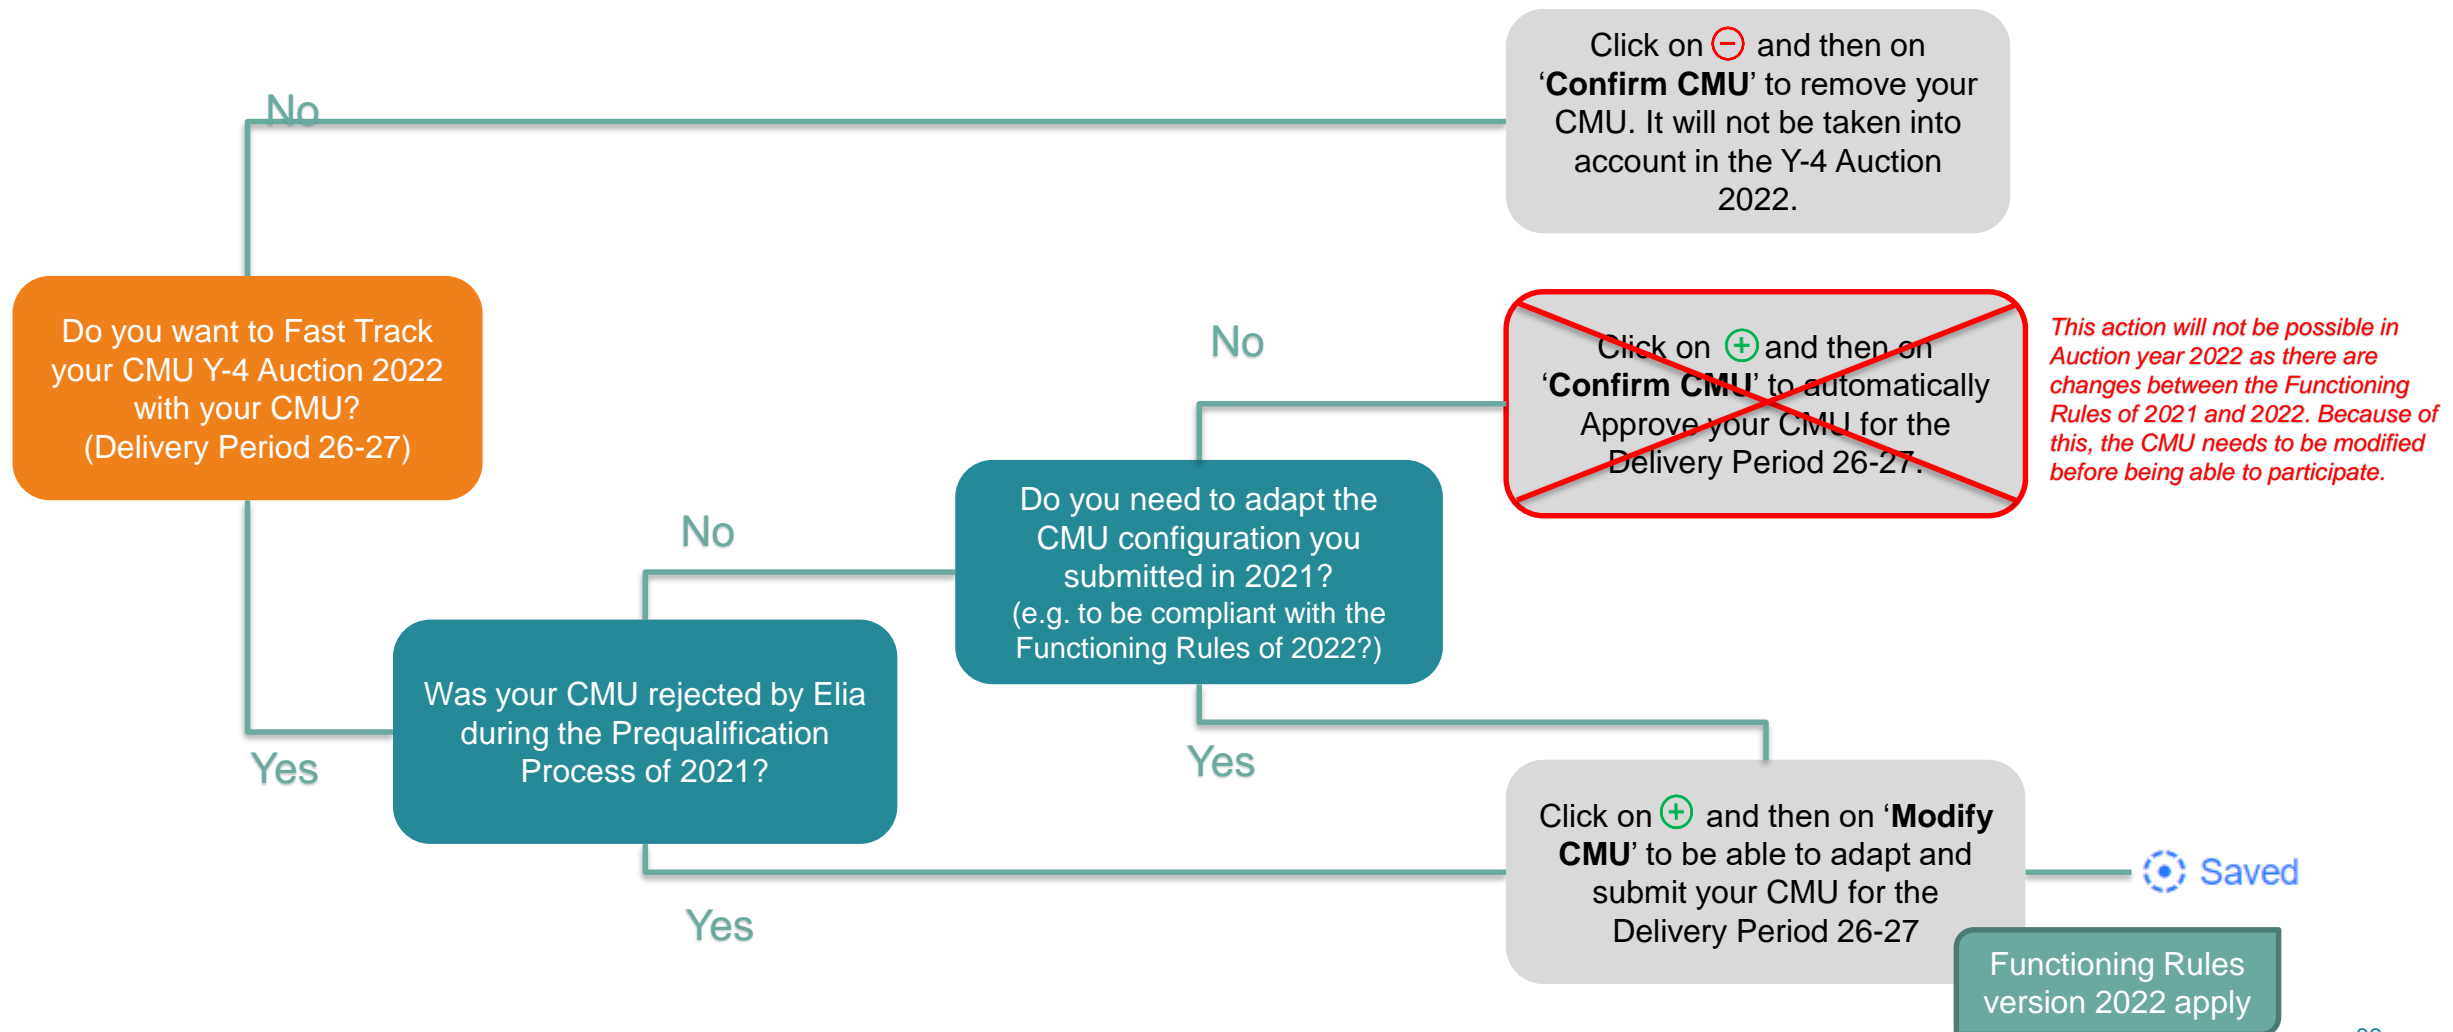 No
Click on and then on
‘Confirm CMU’ to remove your
CMU. It will not be taken into
account in the Y-4 Auction
2022.
Do you want to Fast Track
your CMU Y-4 Auction 2022
with your CMU?
(Delivery Period 26-27)
No
Click on and then on
‘Confirm CMU’ to automatically
Approve your CMU for the
Delivery Period 26-27.
This action will not be possible in
Auction year 2022 as there are
changes between the Functioning
Rules of 2021 and 2022. Because of
this, the CMU needs to be modified
before being able to participate.
No
Do you need to adapt the
CMU configuration you
submitted in 2021?
(e.g. to be compliant with the
Functioning Rules of 2022?)
Was your CMU rejected by Elia
during the Prequalification
Process of 2021?
Yes
Yes
Click on and then on ‘Modify
CMU’ to be able to adapt and
submit your CMU for the
Delivery Period 26-27
Saved
Yes
Functioning Rules
version 2022 apply